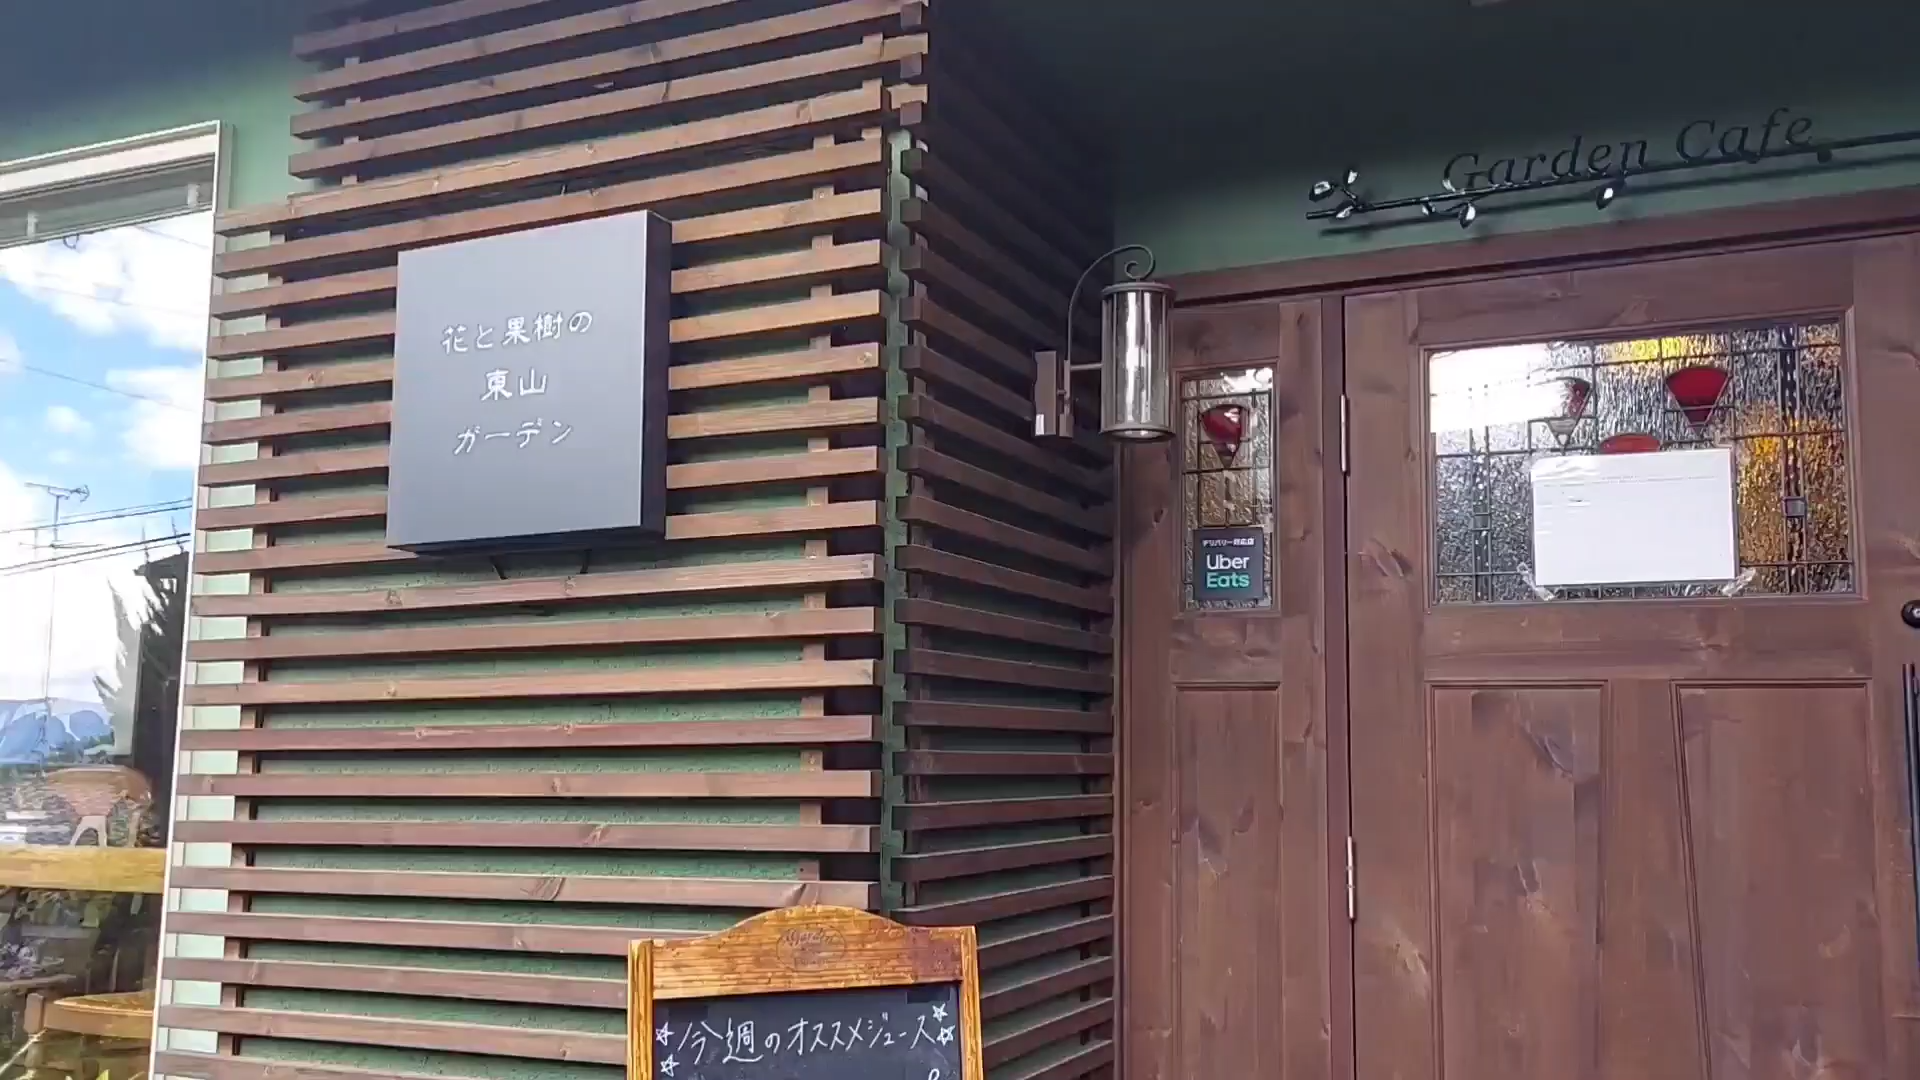 花と果樹の
東山
ガーデン
Garden Cafe
デリバリー対応店
Uber
Eats
Garden
今週のオススメジュース